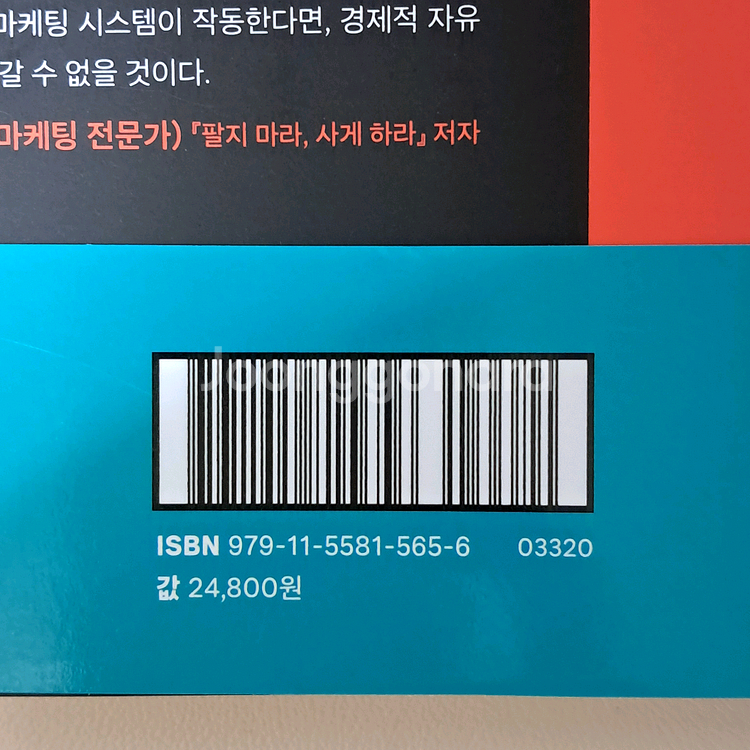 마케팅 시스템이 작동한다면, 경제적 자유
갈 수 없을 것이다.
마케팅 전문가) 『팔지 마라, 사게 하라』 저자
Joonggonara
ISBN 979-11-5581-565-6 03320
값 24,800원